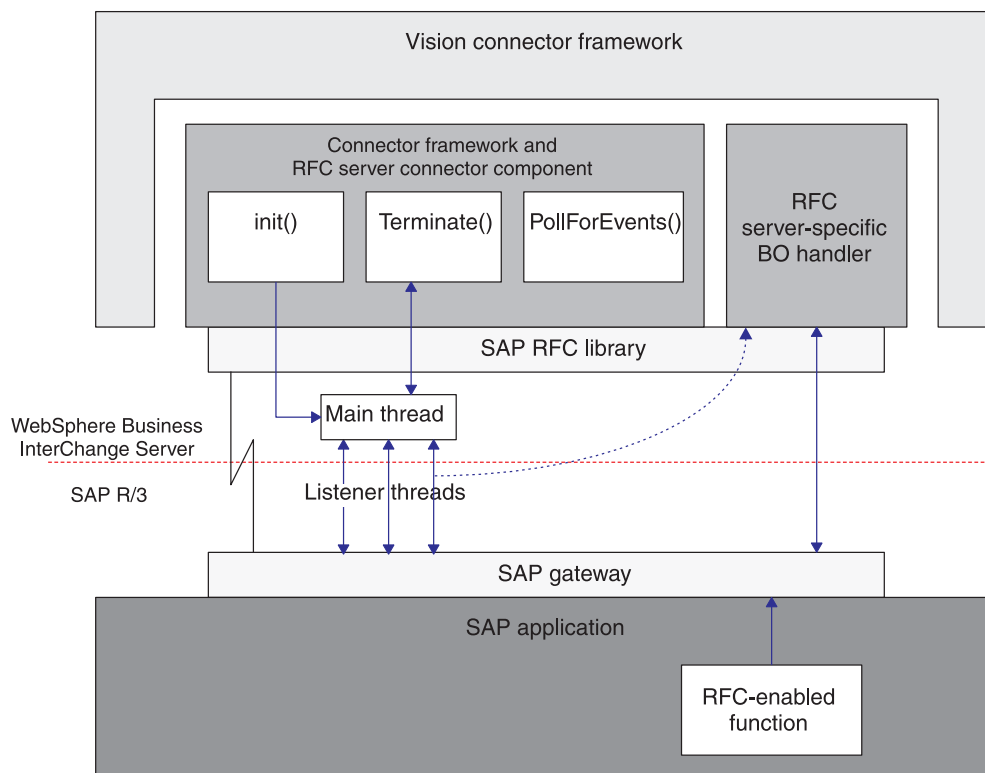 Vision connector framework
Connector framework and
RFC server connector component
init()
Terminate()
PollForEvents()
RFC
server-specific
BO handler
SAP RFC library
Main thread
WebSphere Business
InterChange Server
SAP R/3
Listener threads
SAP gateway
SAP application
RFC-enabled
function